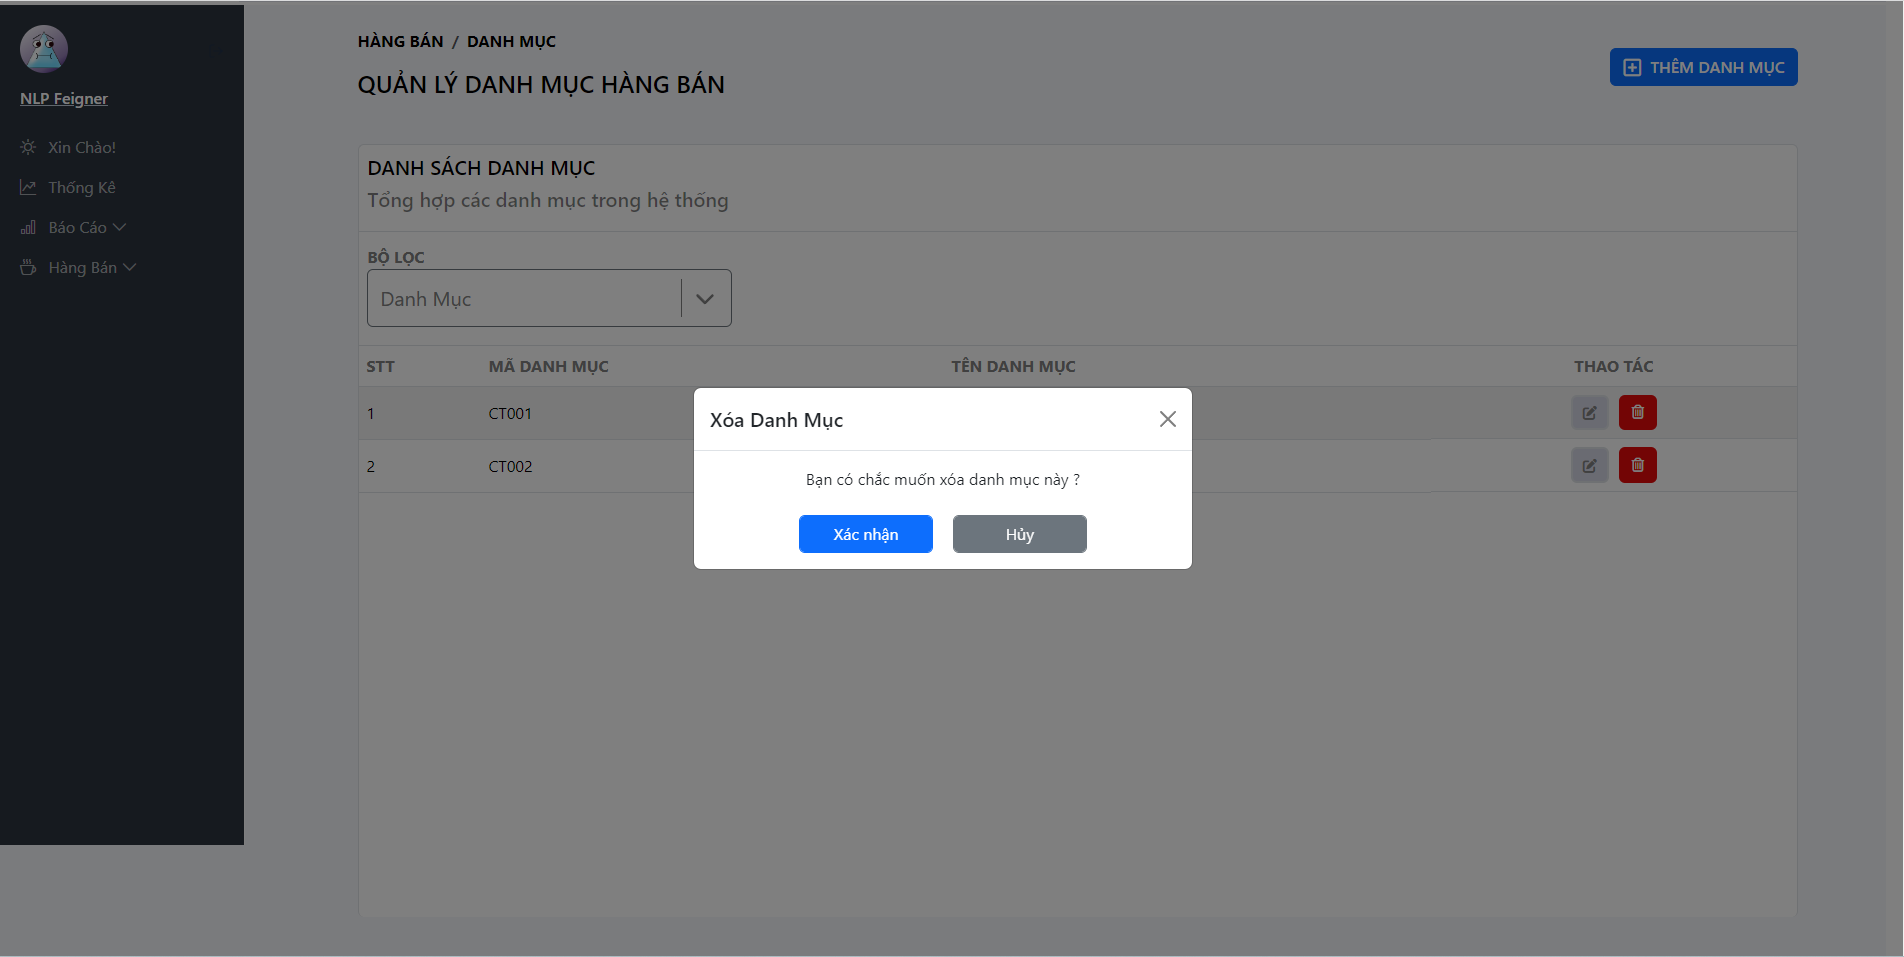 NLP Feigner
Xin Chào!
Thống Kê
Báo Cáo
Hàng Bán
HÀNG BÁN / DANH MỤC
QUẢN LÝ DANH MỤC HÀNG BÁN
THÊM DANH MỤC
DANH SÁCH DANH MỤC
Tổng hợp các danh mục trong hệ thống
BỘ LỌC
Danh Mục
STT MÃ DANH MỤC TÊN DANH MỤC THAO TÁC
1 CT001
2 CT002
Xóa Danh Mục
Bạn có chắc muốn xóa danh mục này ?
Xác nhận Hủy